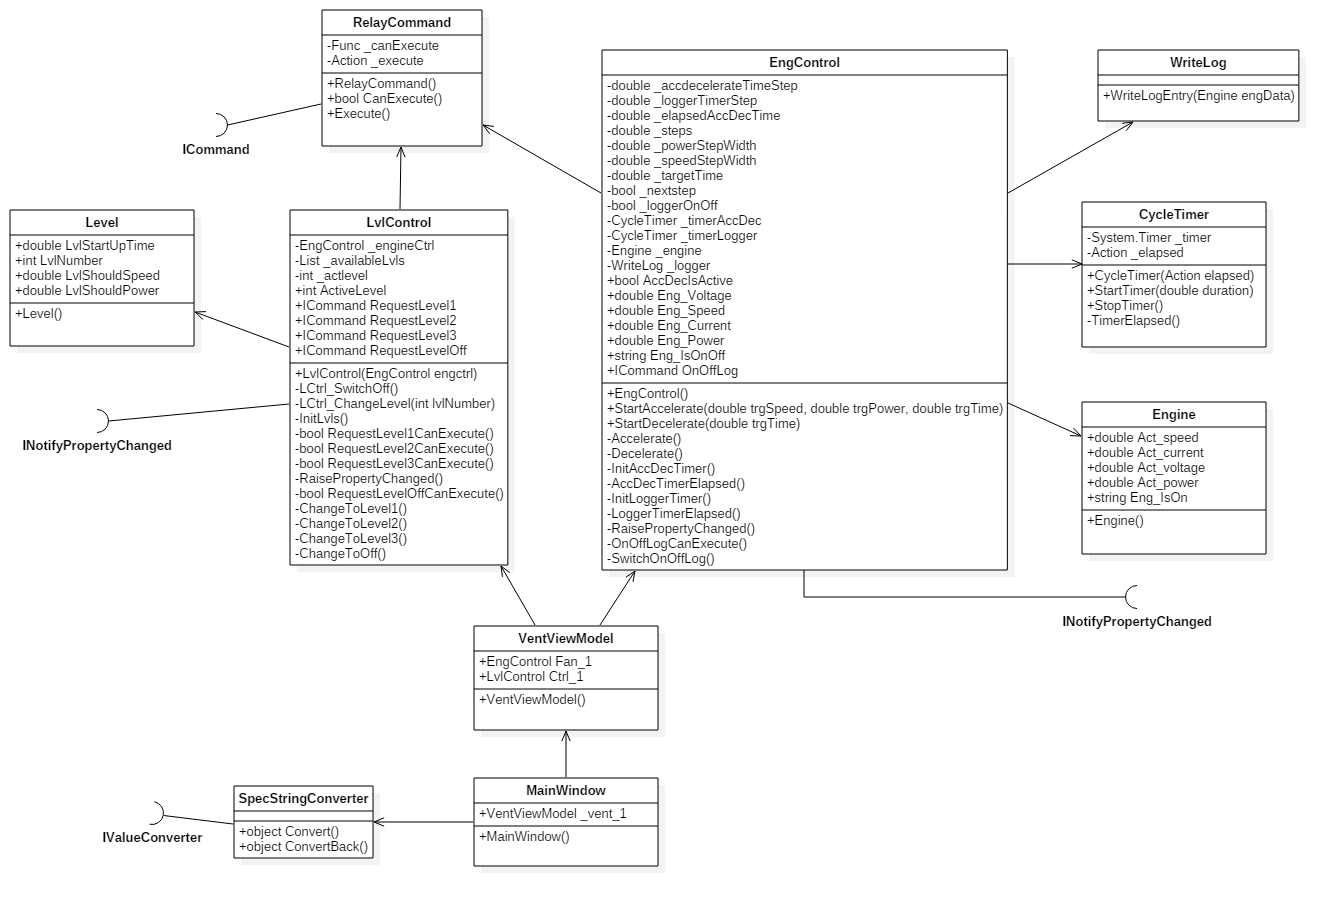 RelayCommand
-Func _canExecute
-Action _execute
+RelayCommand()
+bool CanExecute()
+Execute()
ICommand
EngControl
-double _accdecelerateTimeStep
-double _loggerTimerStep
-double _elapsedAccDecTime
-double _steps
-double _powerStepWidth
-double _speedStepWidth
-double _targetTime
-bool _nextstep
-bool _loggerOnOff
-CycleTimer _timerAccDec
-CycleTimer _timerLogger
-Engine _engine
-WriteLog _logger
+bool AccDecIsActive
+double Eng_Voltage
+double Eng_Speed
+double Eng_Current
+double Eng_Power
+string Eng_IsOnOff
+ICommand OnOffLog
+EngControl()
+StartAccelerate(double trgSpeed, double trgPower, double trgTime)
+StartDecelerate(double trgTime)
-Accelerate()
-Decelerate()
-InitAccDecTimer()
-AccDecTimerElapsed()
-InitLoggerTimer()
-LoggerTimerElapsed()
-RaisePropertyChanged()
-OnOffLogCanExecute()
-SwitchOnOffLog()
WriteLog
+WriteLogEntry(Engine engData)
Level
+double LvlStartUpTime
+int LvlNumber
+double LvlShouldSpeed
+double LvlShouldPower
+Level()
LvlControl
-EngControl _engineCtrl
-List _availableLvls
-int _actlevel
+int ActiveLevel
+ICommand RequestLevel1
+ICommand RequestLevel2
+ICommand RequestLevel3
+ICommand RequestLevelOff
+LvlControl(EngControl engctrl)
-LCtrl_SwitchOff()
-LCtrl_ChangeLevel(int lvlNumber)
-InitLvls()
-bool RequestLevel1CanExecute()
-bool RequestLevel2CanExecute()
-bool RequestLevel3CanExecute()
-RaisePropertyChanged()
-bool RequestLevelOffCanExecute()
-ChangeToLevel1()
-ChangeToLevel2()
-ChangeToLevel3()
-ChangeToOff()
CycleTimer
-System.Timer _timer
-Action _elapsed
+CycleTimer(Action elapsed)
+StartTimer(double duration)
+StopTimer()
-TimerElapsed()
INotifyPropertyChanged
Engine
+double Act_speed
+double Act_current
+double Act_voltage
+double Act_power
+string Eng_IsOn
+Engine()
INotifyPropertyChanged
VentViewModel
+EngControl Fan_1
+LvlControl Ctrl_1
+VentViewModel()
SpecStringConverter
+object Convert()
+object ConvertBack()
IValueConverter
MainWindow
+VentViewModel _vent_1
+MainWindow()